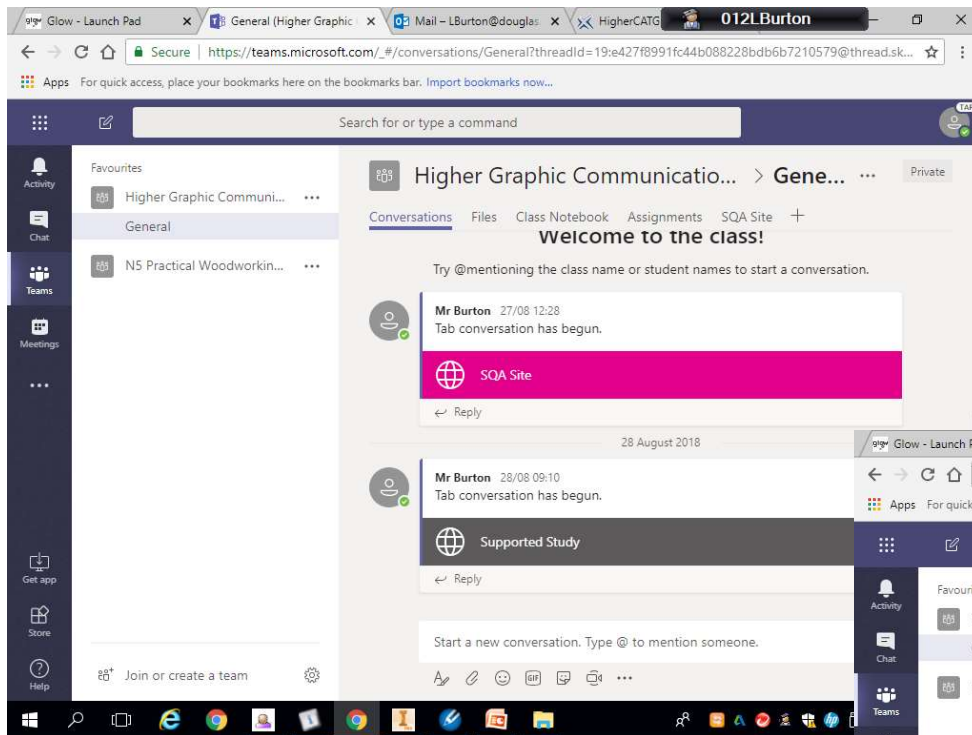 Glow - Launch Pad
General (Higher Graphic
Mail – LBurton@douglas
HigherCATG
012LBurton
Secure | https://teams.microsoft.com/_#/conversations/General?threadId=19:e427f8991fc44b088228bdb6b7210579@thread.sk...
Apps For quick access, place your bookmarks here on the bookmarks bar. Import bookmarks now...
Search for or type a command
Activity
Chat
Teams
Meetings
Get app
Store
Help
Favourites
Higher Graphic Communi... ...
General
N5 Practical Woodworkin... ...
Join or create a team
Higher Graphic Communicatio... > Gene... ...
Private
Conversations Files Class Notebook Assignments SQA Site +
Welcome to the class!
Try @mentioning the class name or student names to start a conversation.
Mr Burton 27/08 12:28
Tab conversation has begun.
SQA Site
Reply
28 August 2018
Mr Burton 28/08 09:10
Tab conversation has begun.
Supported Study
Reply
Start a new conversation. Type @ to mention someone.
GIF
Glow - Launch
Apps For quick
Activity
Chat
Teams
Favour